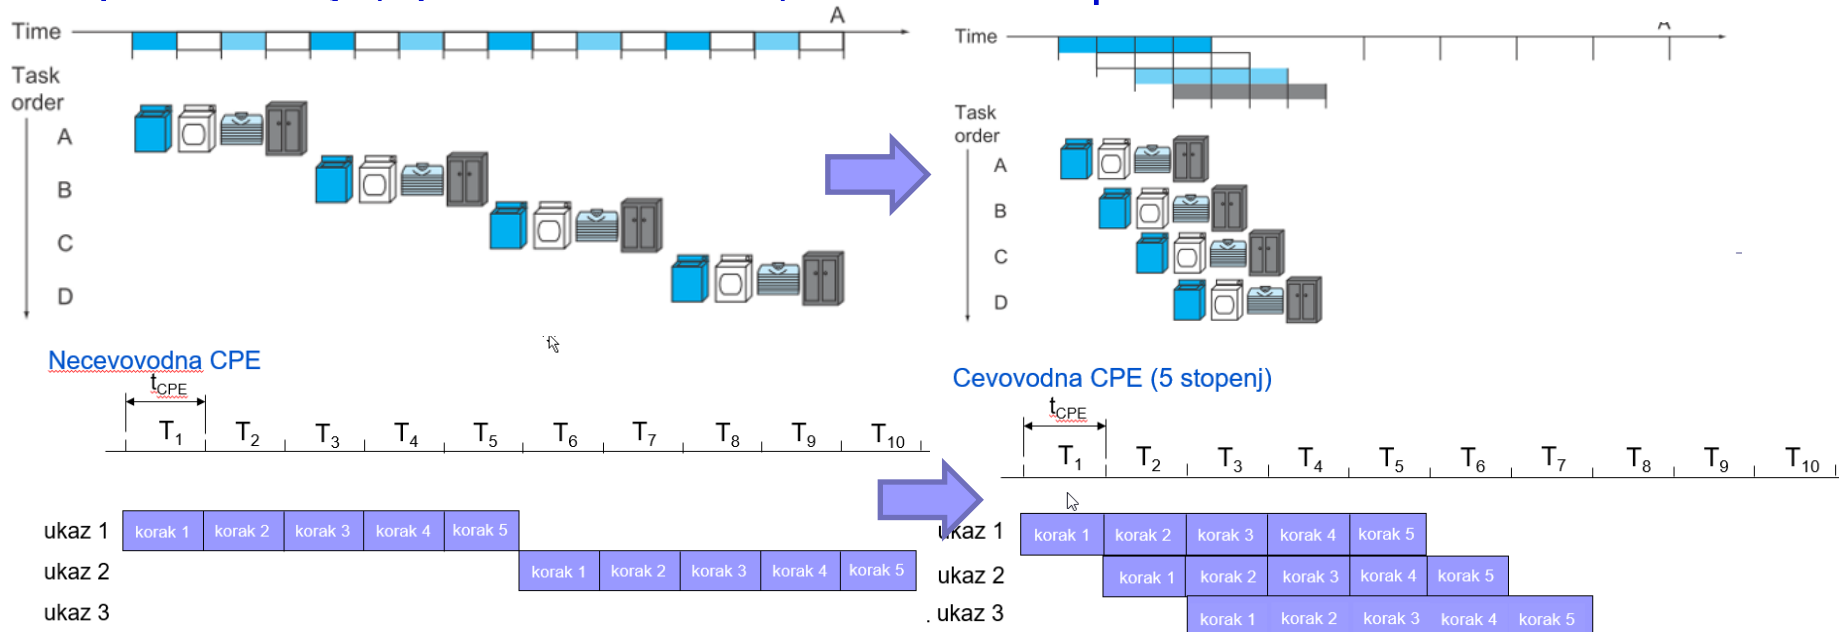 A
Time
Task
order
A
B
C
D
Time
Task
order
A
B
C
D
Necevovodna CPE
tCPE
T1 T2 T3 T4 T5 T6 T7 T8 T9 T10
ukaz 1 korak 1 korak 2 korak 3 korak 4 korak 5
ukaz 2 korak 1 korak 2 korak 3 korak 4 korak 5
ukaz 3
Cevovodna CPE (5 stopenj)
tCPE
T1 T2 T3 T4 T5 T6 T7 T8 T9 T10
ukaz 1 korak 1 korak 2 korak 3 korak 4 korak 5
ukaz 2 korak 1 korak 2 korak 3 korak 4 korak 5
ukaz 3 korak 1 korak 2 korak 3 korak 4 korak 5